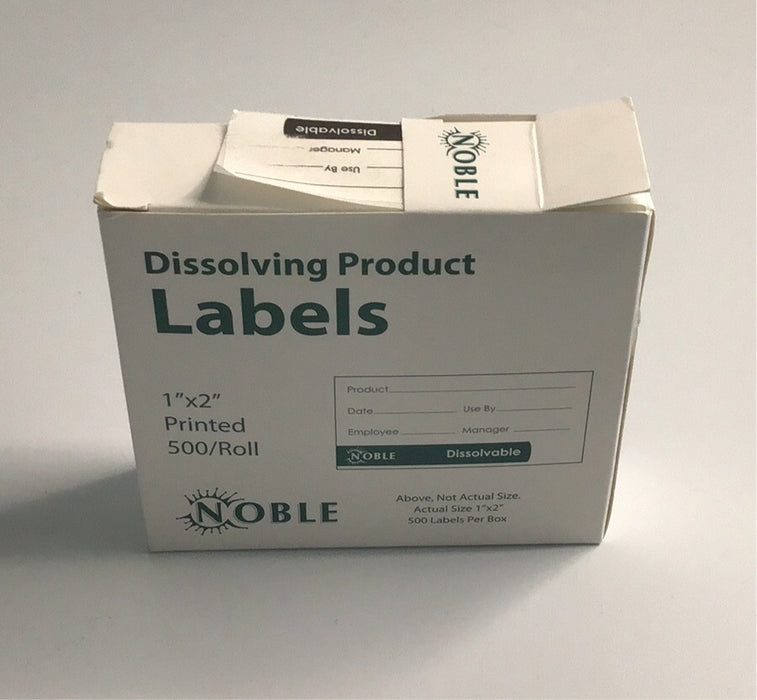 Dissolvable
Manager
Use By
NOBLE
Dissolving Product
Labels
1"x2"
Printed
500/Roll
Product
Date Use By
Employee Manager
NOBLE Dissolvable
NOBLE
Above, Not Actual Size.
Actual Size 1"x2"
500 Labels Per Box